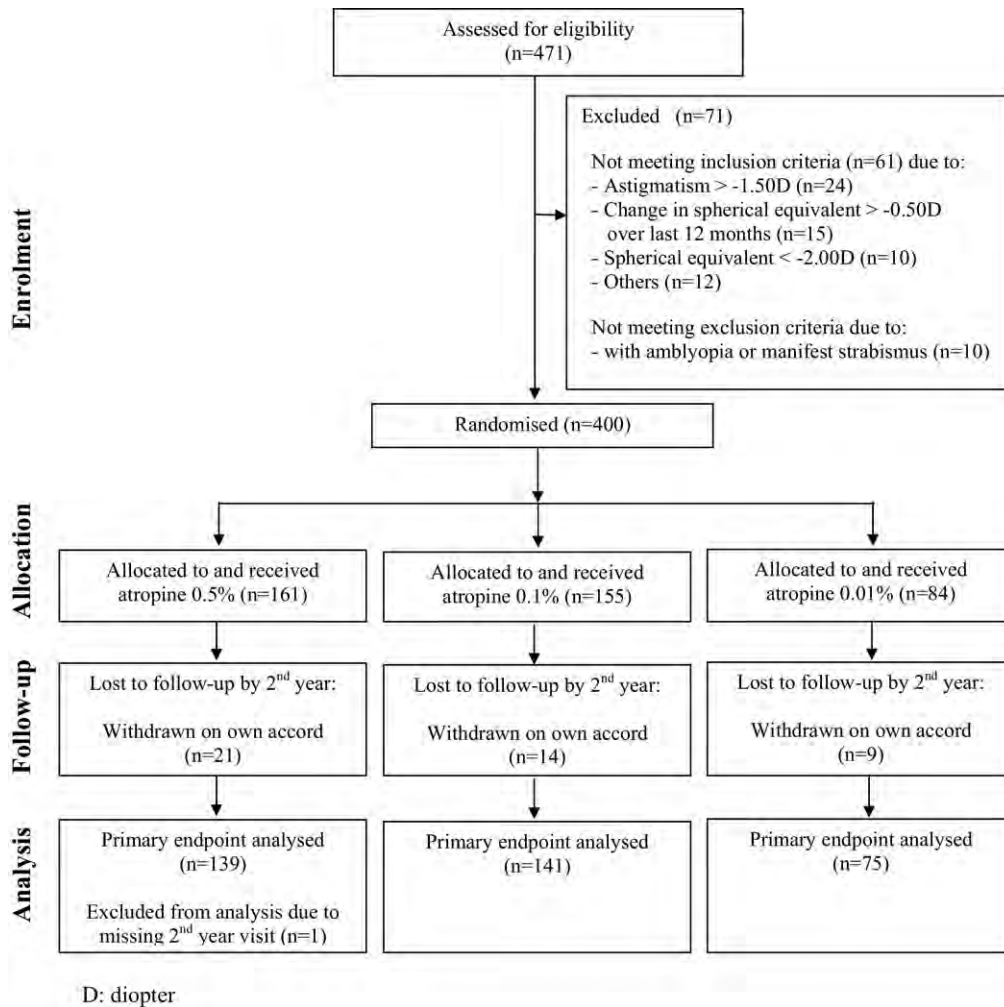 Assessed for eligibility
(n=471)
Excluded (n=71)
Not meeting inclusion criteria (n=61) due to:
- Astigmatism > -1.50D (n=24)
- Change in spherical equivalent > -0.50D
over last 12 months (n=15)
- Spherical equivalent < -2.00D (n=10)
- Others (n=12)
Not meeting exclusion criteria due to:
- with amblyopia or manifest strabismus (n=10)
Enrolment
Randomised (n=400)
Allocation
Allocated to and received
atropine 0.5% (n=161)
Allocated to and received
atropine 0.1% (n=155)
Allocated to and received
atropine 0.01% (n=84)
Follow-up
Lost to follow-up by 2nd year:
Withdrawn on own accord
(n=21)
Lost to follow-up by 2nd year:
Withdrawn on own accord
(n=14)
Lost to follow-up by 2nd year:
Withdrawn on own accord
(n=9)
Analysis
Primary endpoint analysed
(n=139)
Excluded from analysis due to
missing 2nd year visit (n=1)
Primary endpoint analysed
(n=141)
Primary endpoint analysed
(n=75)
D: diopter